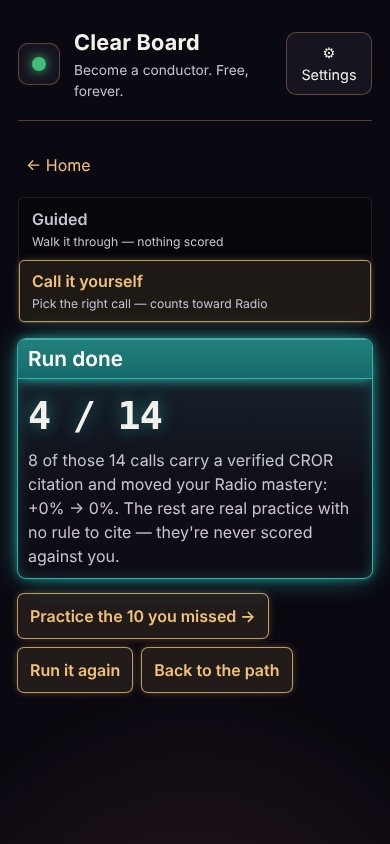 Clear Board
Become a conductor. Free,
forever.
⚙
Settings
← Home
Guided
Walk it through — nothing scored
Call it yourself
Pick the right call — counts toward Radio
Run done
4 / 14
8 of those 14 calls carry a verified CROR
citation and moved your Radio mastery:
+0% → 0%. The rest are real practice with
no rule to cite — they're never scored
against you.
Practice the 10 you missed →
Run it again
Back to the path